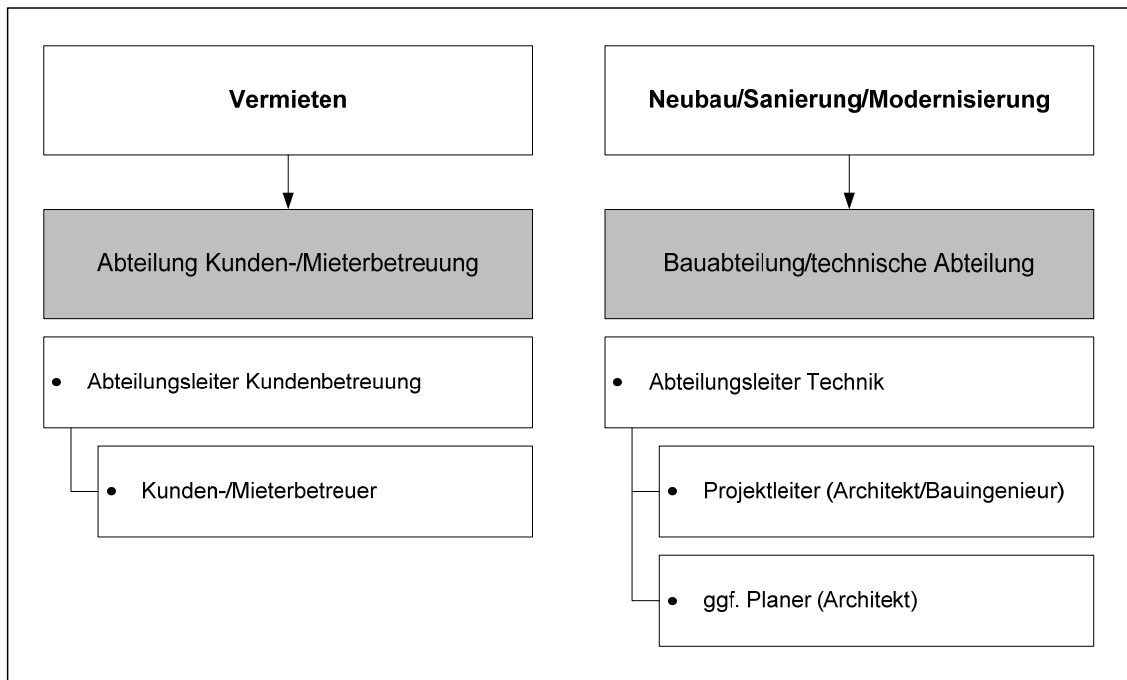 Vermieten
Abteilung Kunden-/Mieterbetreuung
• Abteilungsleiter Kundenbetreuung
• Kunden-/Mieterbetreuer
Neubau/Sanierung/Modernisierung
Bauabteilung/technische Abteilung
• Abteilungsleiter Technik
• Projektleiter (Architekt/Bauingenieur)
• ggf. Planer (Architekt)